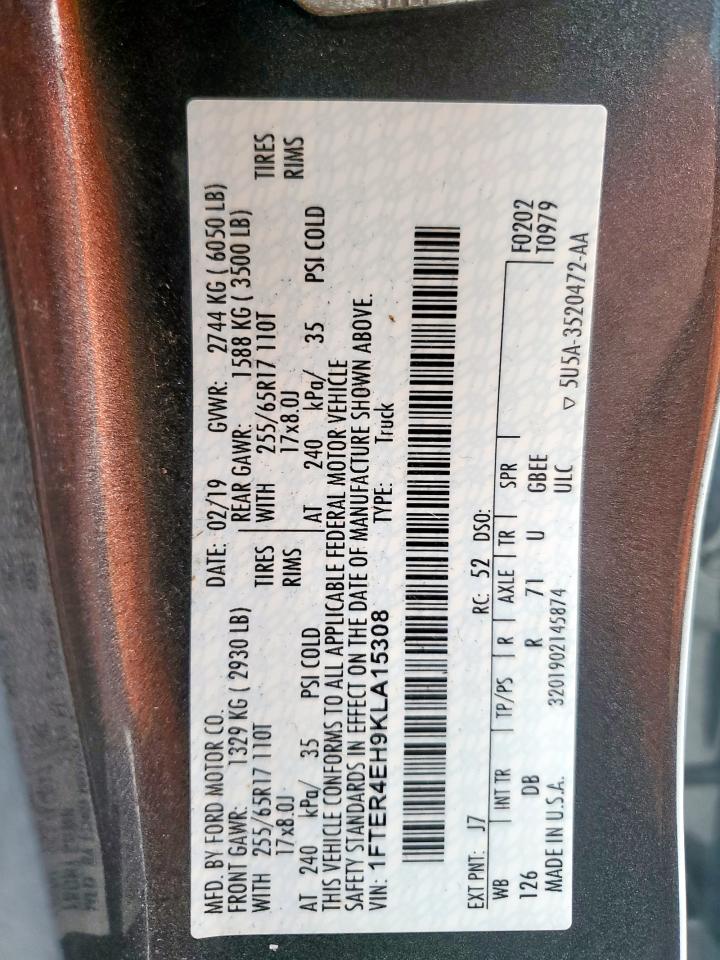 MFD. BY FORD MOTOR CO.
DATE: 02/19 GVWR: 2744 KG ( 6050 LB)
FRONT GAWR: 1329 KG ( 2930 LB)
REAR GAWR: 1588 KG ( 3500 LB)
WITH 255/65R17 110T TIRES
WITH 255/65R17 110T TIRES
17x8.0J RIMS
17x8.0J RIMS
AT 240 kPa/ 35 PSI COLD
AT 240 kPa/ 35 PSI COLD
THIS VEHICLE CONFORMS TO ALL APPLICABLE FEDERAL MOTOR VEHICLE
SAFETY STANDARDS IN EFFECT ON THE DATE OF MANUFACTURE SHOWN ABOVE.
VIN: 1FTER4EH9KLA15308 TYPE: Truck
EXT PNT: J7 RC: 52 DSO:
WB INT TR TP/PS R AXLE TR SPR F0202
126 DB R 71 U GBEE T0979
MADE IN U.S.A. 3201902145874 ULC
▽ 5U5A-3520472-AA